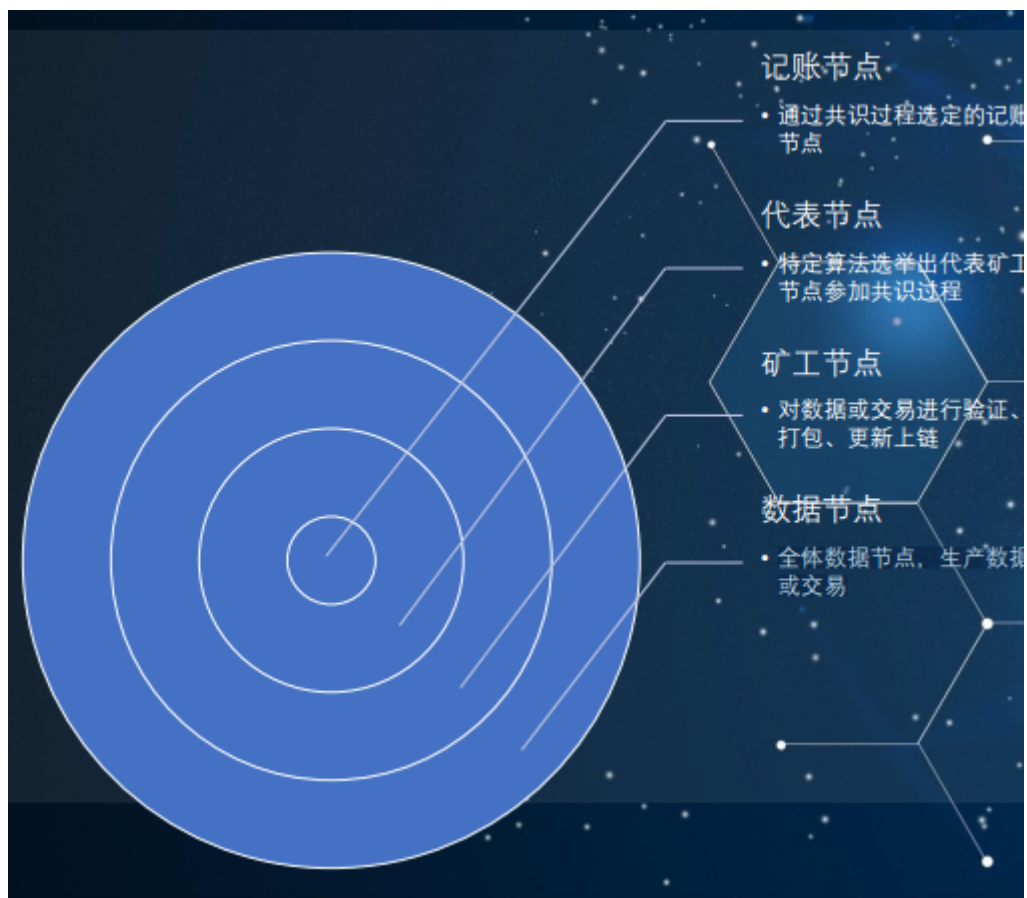 记账节点
• 通过共识过程选定的记账
节点
代表节点
• 特定算法选举出代表矿工
节点参加共识过程
矿工节点
• 对数据或交易进行验证、
打包、更新上链
数据节点
• 全体数据节点，生产数据
或交易